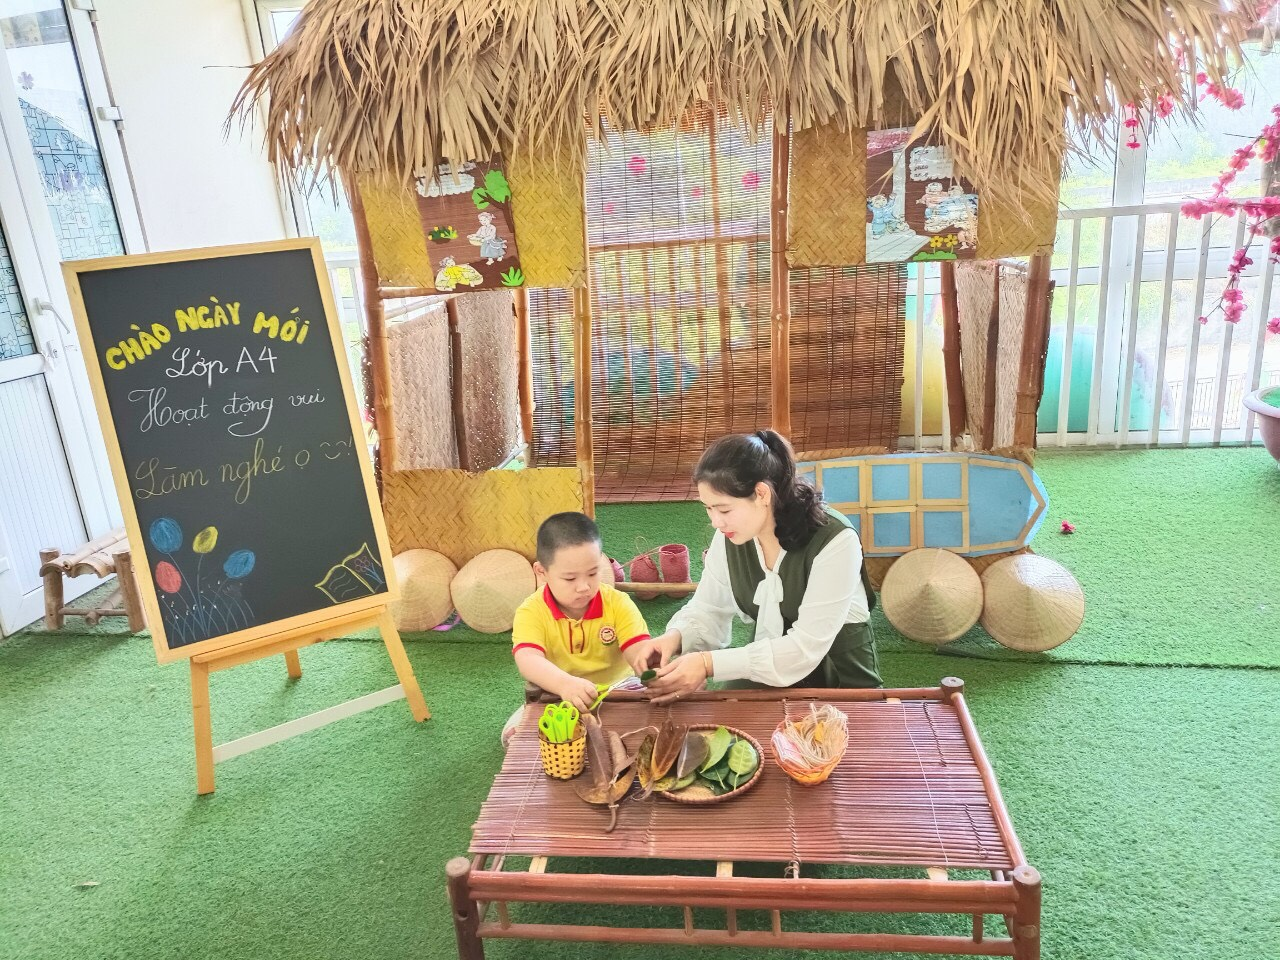 CHÀO NGÀY MỚI
Lớp A4
Hoạt động vui
Làm nghé ọ